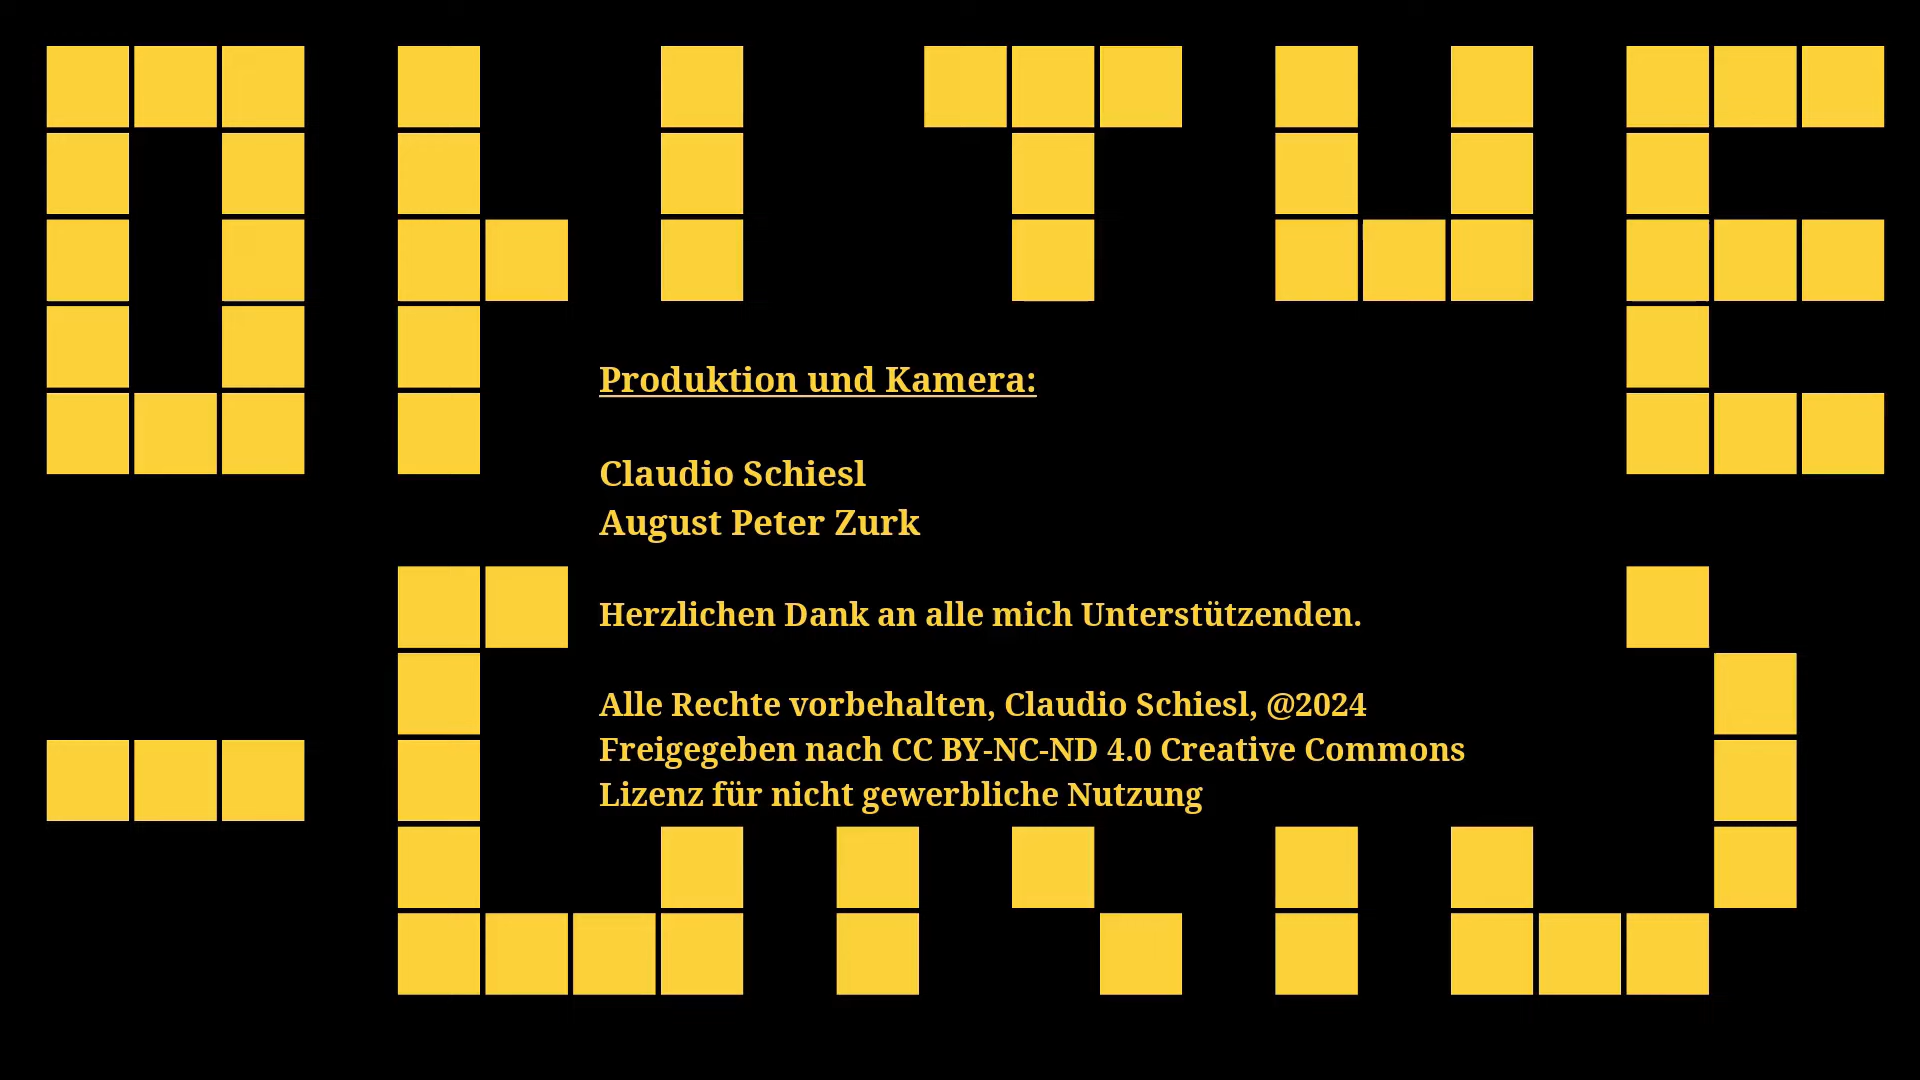 Produktion und Kamera:
Claudio Schiesl
August Peter Zurk
Herzlichen Dank an alle mich Unterstützenden.
Alle Rechte vorbehalten, Claudio Schiesl, @2024
Freigegeben nach CC BY-NC-ND 4.0 Creative Commons
Lizenz für nicht gewerbliche Nutzung